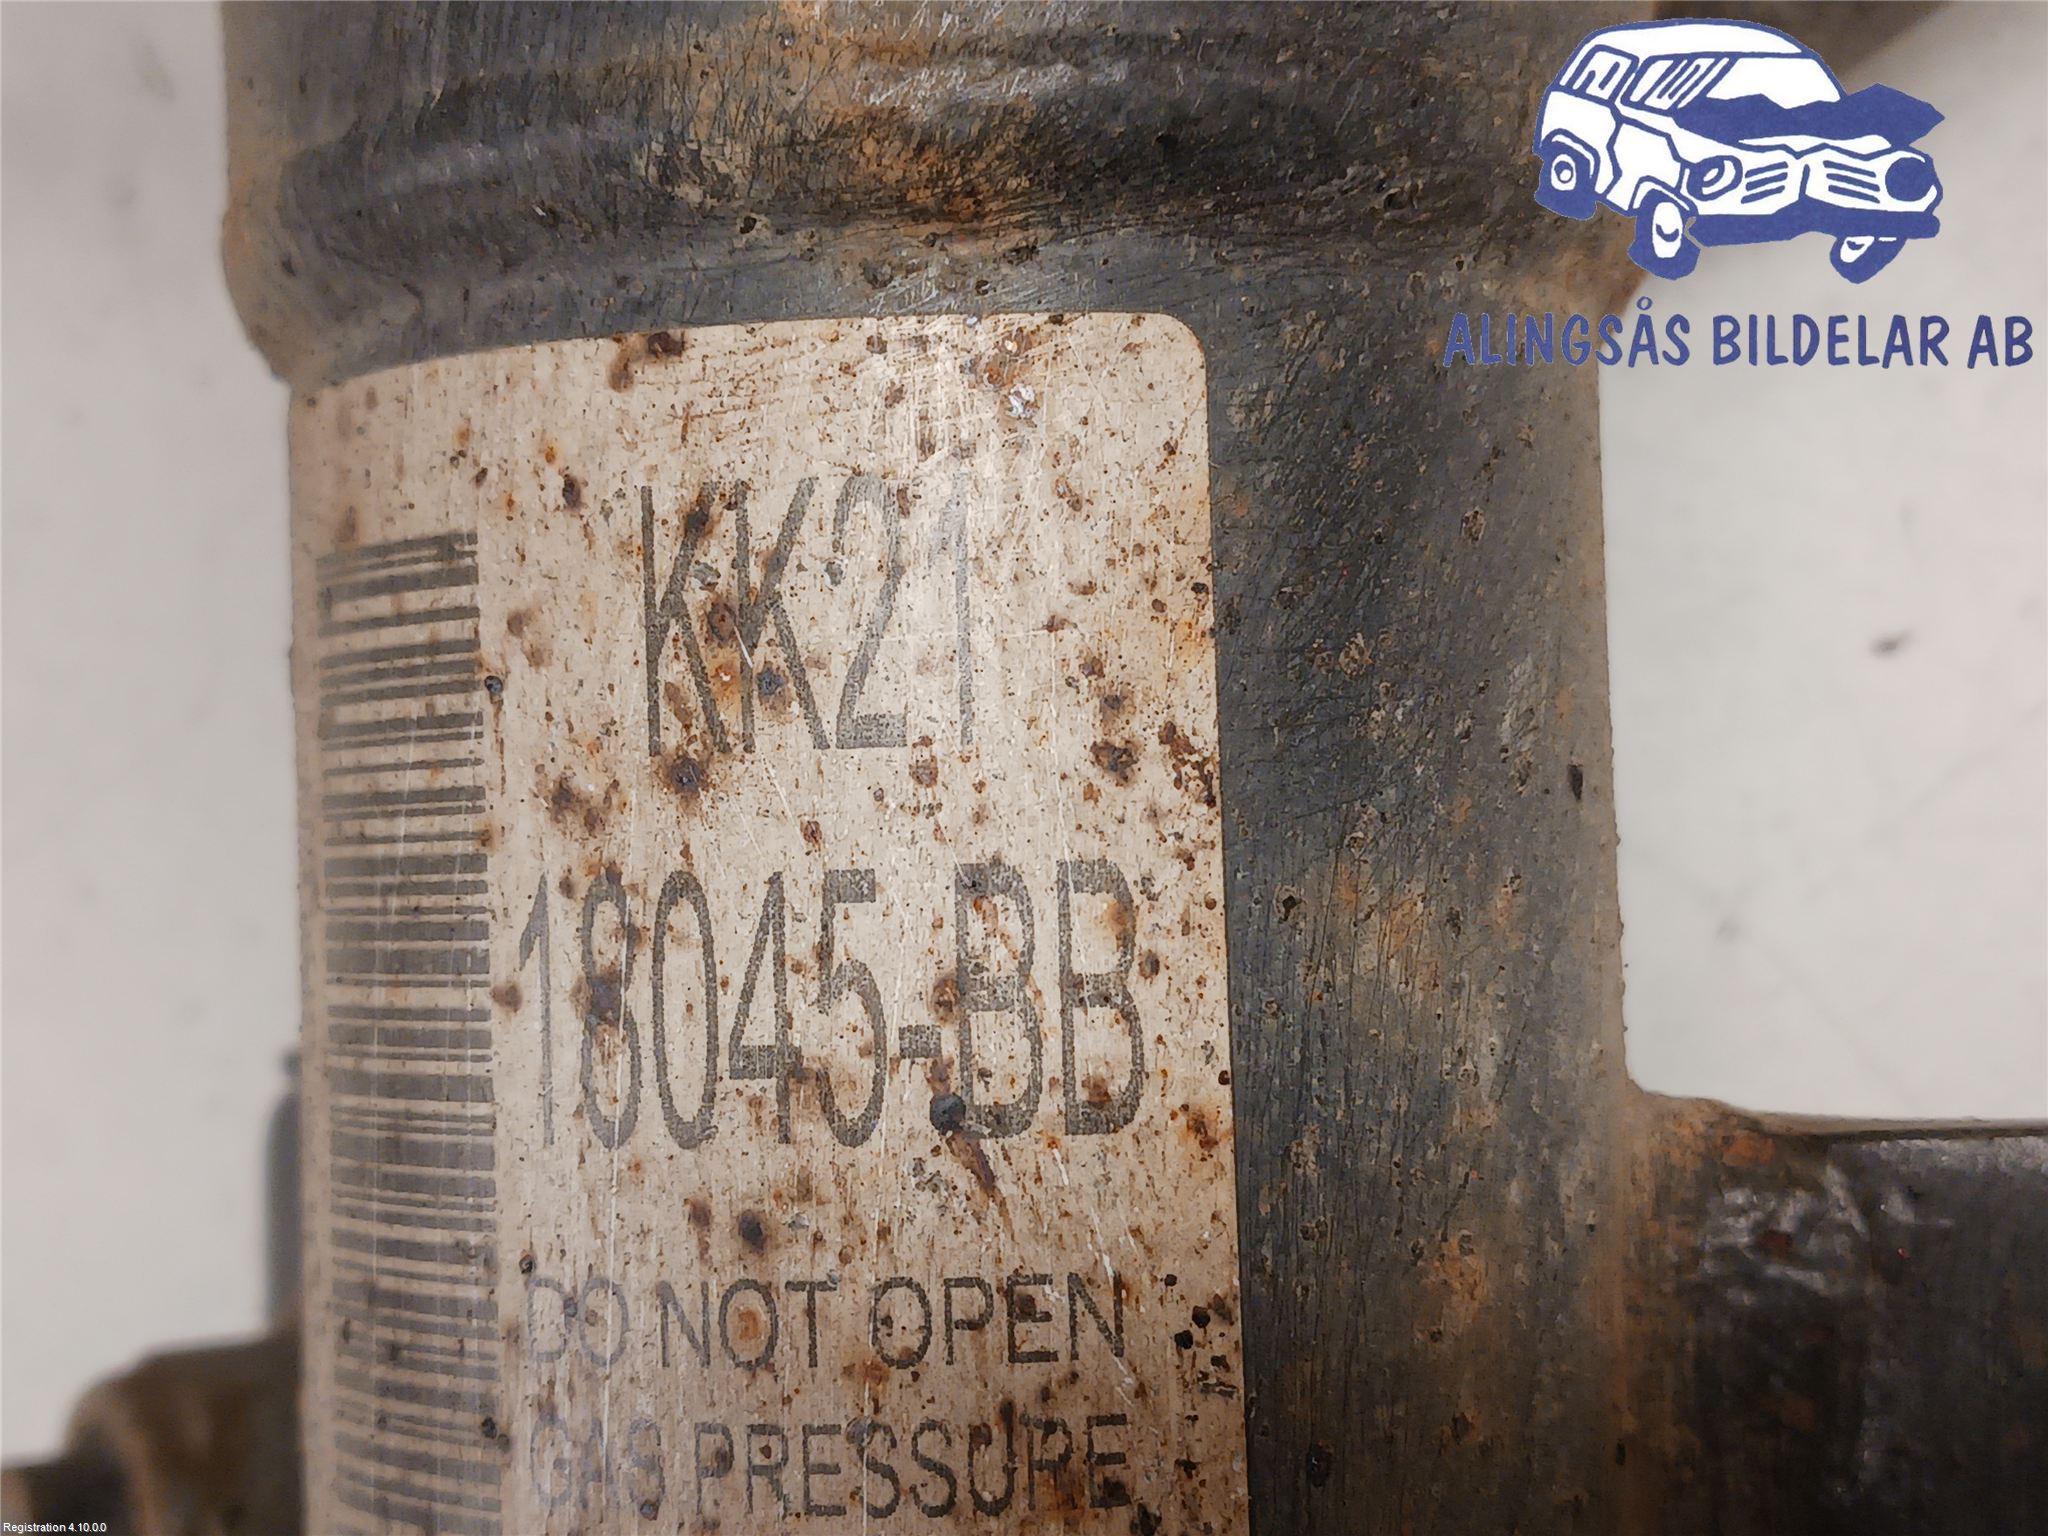 ALINGSÅS BILDELAR AB
KK21
18045-BB
DO NOT OPEN
GAS PRESSURE
Registration 4.10.0.0